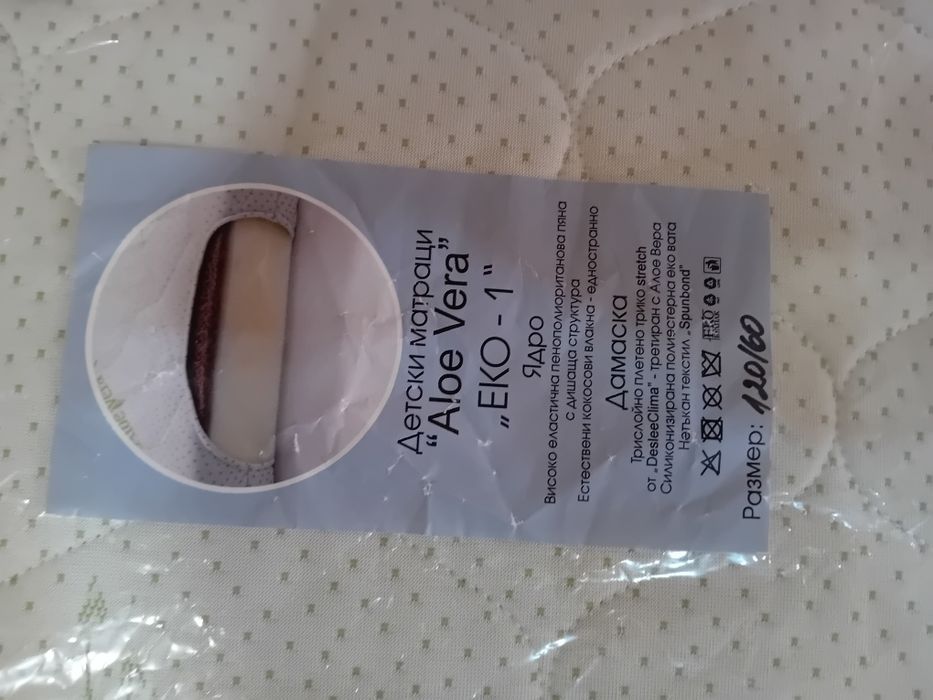 Детски матраци
“Aloe Vera”
„ЕКО - 1“
Ядро
Високо еластична пенополиоританова пяна
с дишаща структура
Естествени кокосови влакна - едностранно
Дамаска
Трислойно плетено трико stretch
от „DesleeClima” - третиран с Алое Вера
Силиконизирана полиестерна еко вата
Нетъкан текстил „Spunbond”
Размер: 120/60